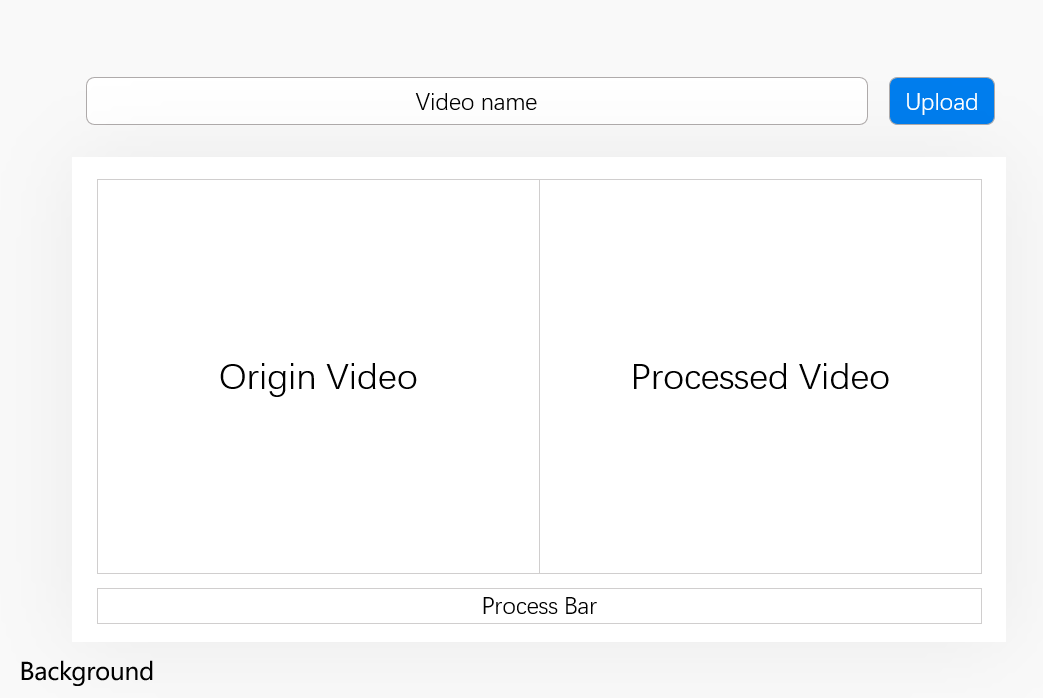 Video name
Upload
Origin Video
Processed Video
Process Bar
Background